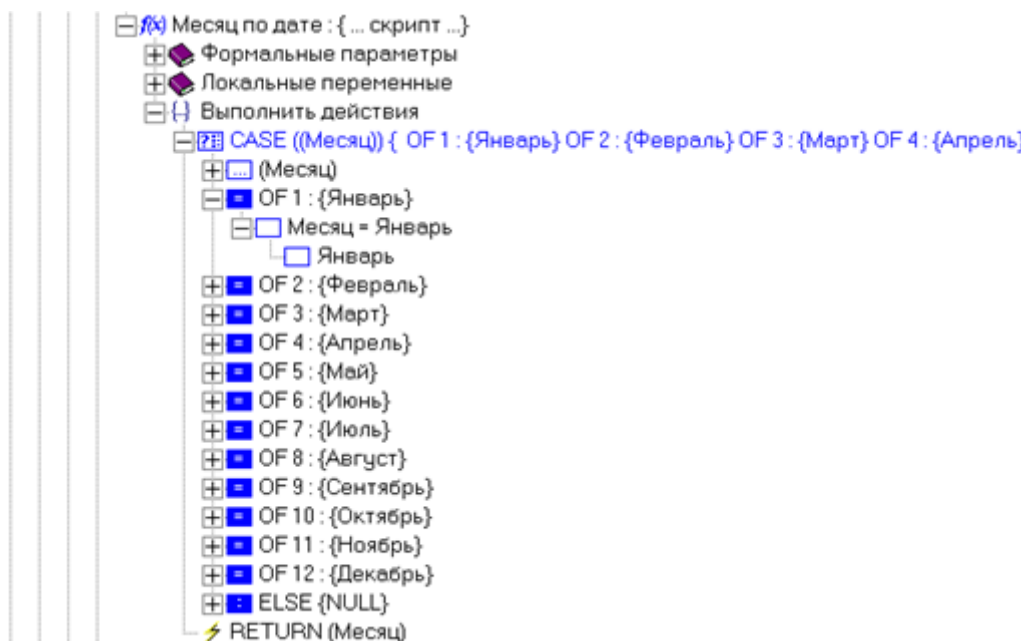 Месяц по дате : { ... скрипт ...}
Формальные параметры
Локальные переменные
Выполнить действия
CASE ((Месяц)) { OF 1 : {Январь} OF 2 : {Февраль} OF 3 : {Март} OF 4 : {Апрель}
(Месяц)
OF 1 : {Январь}
Месяц = Январь
Январь
OF 2 : {Февраль}
OF 3 : {Март}
OF 4 : {Апрель}
OF 5 : {Май}
OF 6 : {Июнь}
OF 7 : {Июль}
OF 8 : {Август}
OF 9 : {Сентябрь}
OF 10 : {Октябрь}
OF 11 : {Ноябрь}
OF 12 : {Декабрь}
ELSE {NULL}
RETURN (Месяц)